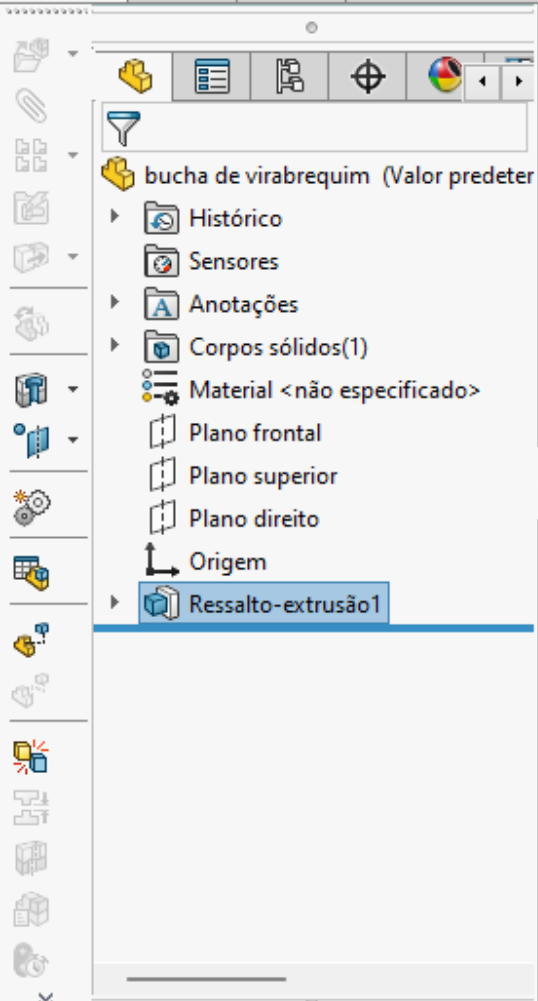 bucha de virabrequim (Valor predeter
Histórico
Sensores
Anotações
Corpos sólidos(1)
Material <não especificado>
Plano frontal
Plano superior
Plano direito
Origem
Ressalto-extrusão1